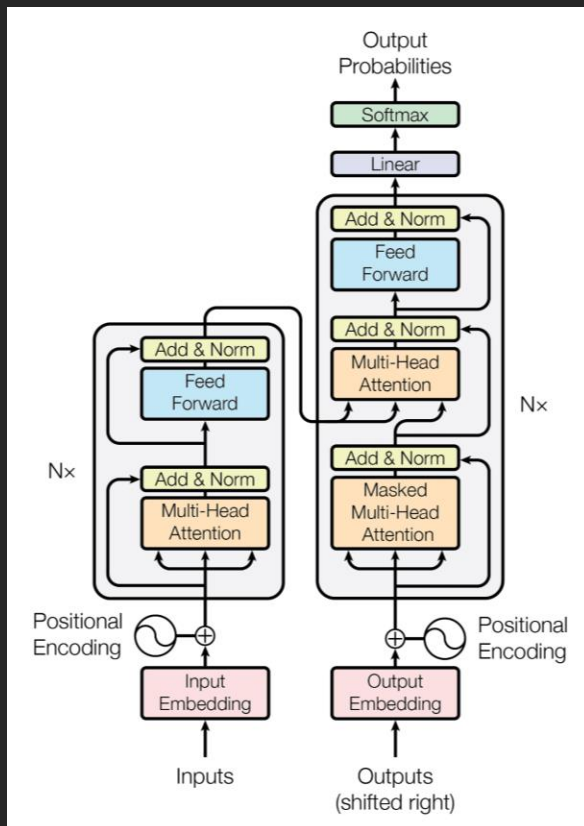 Output
Probabilities
Softmax
Linear
Add & Norm
Feed
Forward
Add & Norm
Multi-Head
Attention
Add & Norm
Masked
Multi-Head
Attention
N×
Add & Norm
Feed
Forward
Add & Norm
Multi-Head
Attention
N×
Positional
Encoding
Positional
Encoding
Input
Embedding
Output
Embedding
Inputs
Outputs
(shifted right)